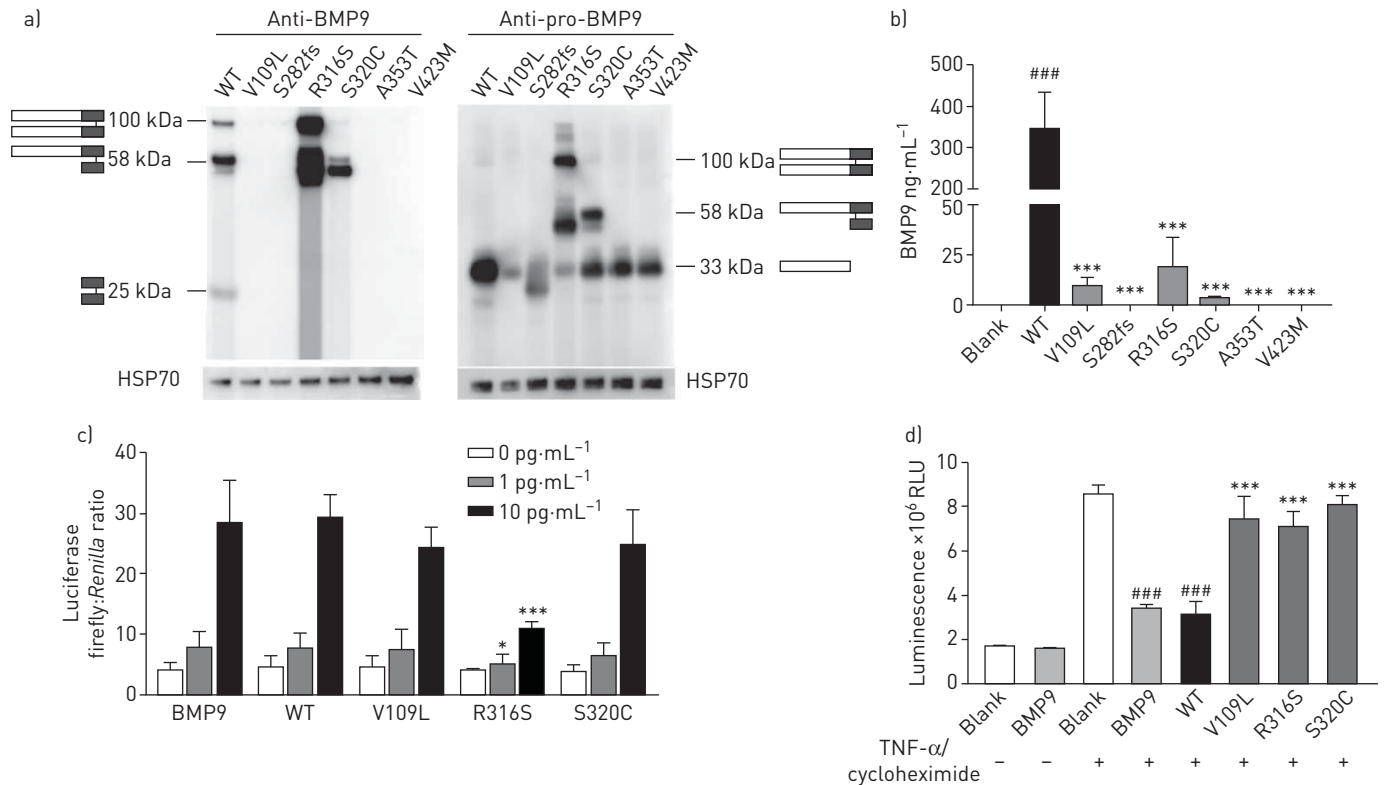 a)
Anti-BMP9
Anti-pro-BMP9
WT V109L S282fs R316S S320C A353T V423M
WT V109L S282fs R316S S320C A353T V423M
100 kDa
58 kDa
25 kDa
100 kDa
58 kDa
33 kDa
HSP70
HSP70
b)
BMP9 ng·mL⁻¹
500
400
300
200
50
25
0
###
***
***
***
***
***
***
Blank WT V109L S282fs R316S S320C A353T V423M
c)
Luciferase
firefly:Renilla ratio
40
30
20
10
0
0 pg·mL⁻¹
1 pg·mL⁻¹
10 pg·mL⁻¹
*
***
BMP9 WT V109L R316S S320C
d)
Luminescence ×10⁶ RLU
10
8
6
4
2
0
###
###
***
***
***
Blank BMP9 Blank BMP9 WT V109L R316S S320C
TNF-α/
cycloheximide
– – + + + + + +